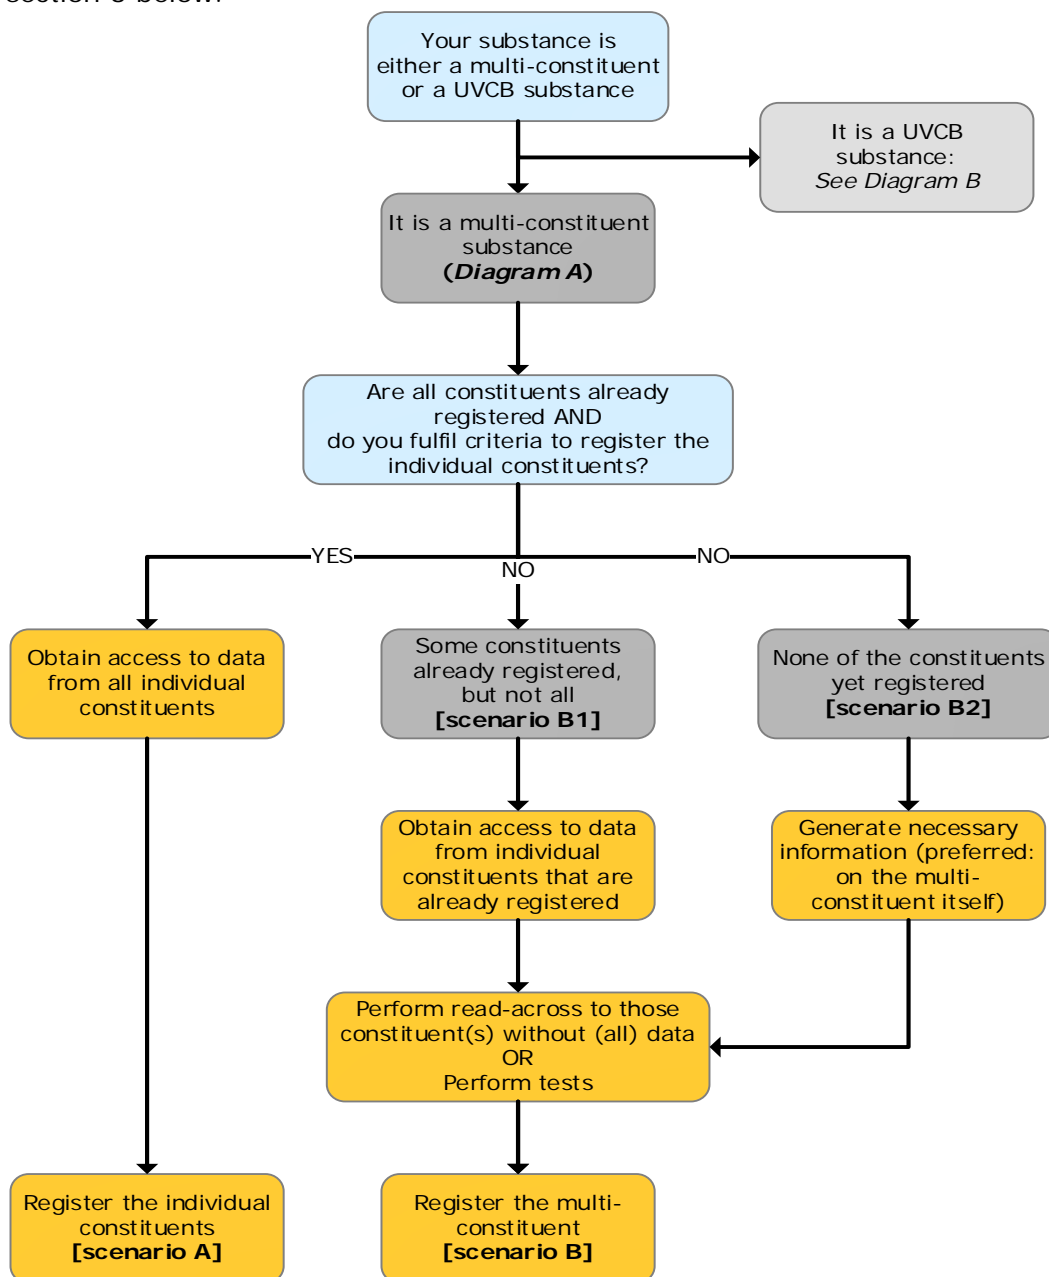 Your substance is
either a multi-constituent
or a UVCB substance
It is a UVCB
substance:
See Diagram B
It is a multi-constituent
substance
(Diagram A)
Are all constituents already
registered AND
do you fulfil criteria to register the
individual constituents?
YES
NO
NO
Obtain access to data
from all individual
constituents
Some constituents
already registered,
but not all
[scenario B1]
None of the constituents
yet registered
[scenario B2]
Obtain access to data
from individual
constituents that are
already registered
Generate necessary
information (preferred:
on the multi-
constituent itself)
Perform read-across to those
constituent(s) without (all) data
OR
Perform tests
Register the individual
constituents
[scenario A]
Register the multi-
constituent
[scenario B]